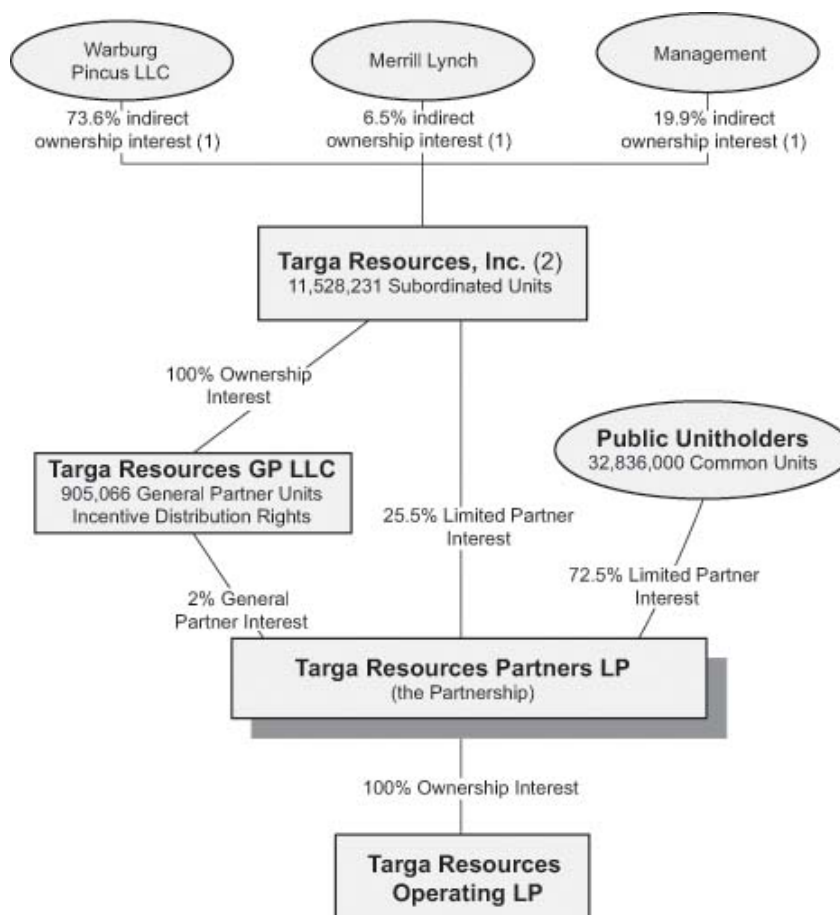 Warburg
Pincus LLC
Merrill Lynch
Management
73.6% indirect
ownership interest (1)
6.5% indirect
ownership interest (1)
19.9% indirect
ownership interest (1)
Targa Resources, Inc. (2)
11,528,231 Subordinated Units
100% Ownership
Interest
Public Unitholders
32,836,000 Common Units
Targa Resources GP LLC
905,066 General Partner Units
Incentive Distribution Rights
25.5% Limited Partner
Interest
72.5% Limited Partner
Interest
2% General
Partner Interest
Targa Resources Partners LP
(the Partnership)
100% Ownership Interest
Targa Resources
Operating LP